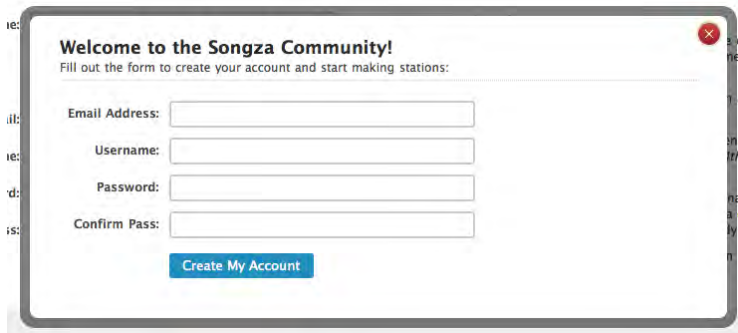 Welcome to the Songza Community!
Fill out the form to create your account and start making stations:
Email Address:
Username:
Password:
Confirm Pass:
Create My Account